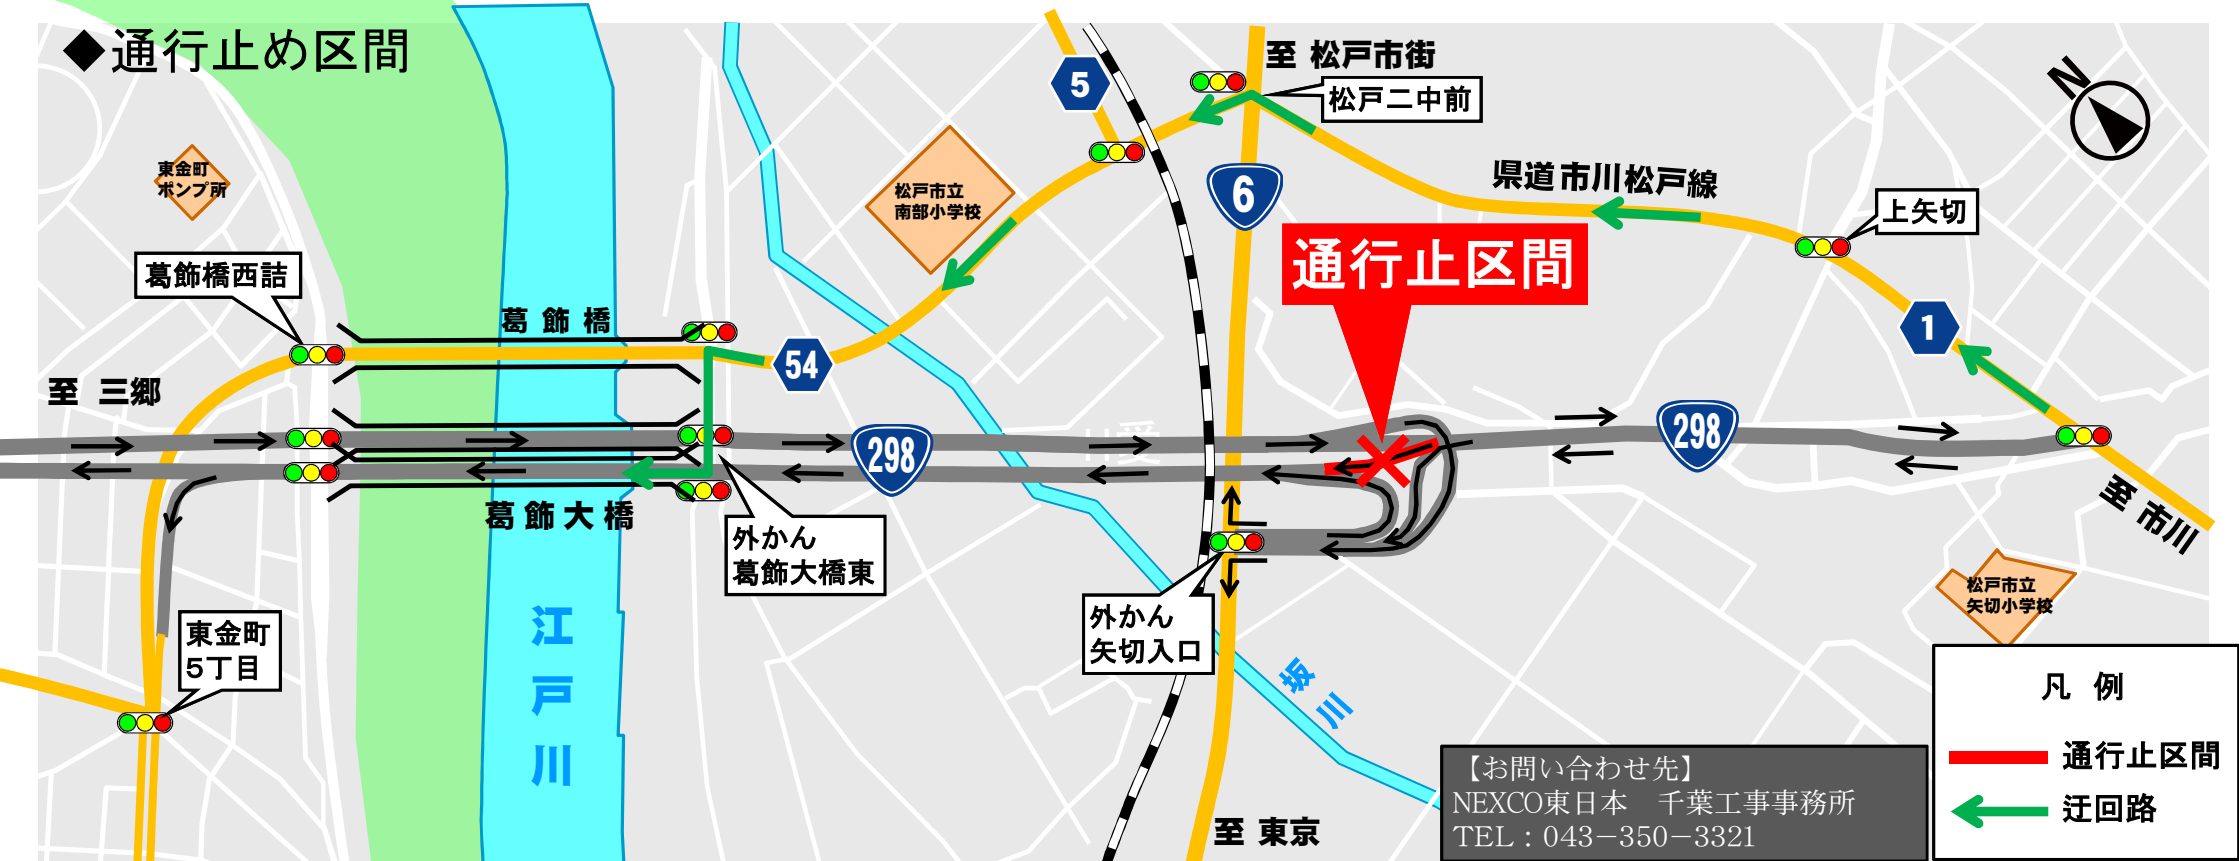 ◆通行止め区間
至 松戸市街
松戸二中前
N
5
東金町
ポンプ所
松戸市立
南部小学校
6
県道市川松戸線
上矢切
通行止区間
葛飾橋西詰
葛飾橋
1
至 三郷
54
298
298
葛飾大橋
至 市川
外かん
葛飾大橋東
外かん
矢切入口
松戸市立
矢切小学校
東金町
5丁目
江戸川
坂川
至 東京
【お問い合わせ先】
NEXCO東日本 千葉工事事務所
TEL：043－350－3321
凡 例
通行止区間
迂回路